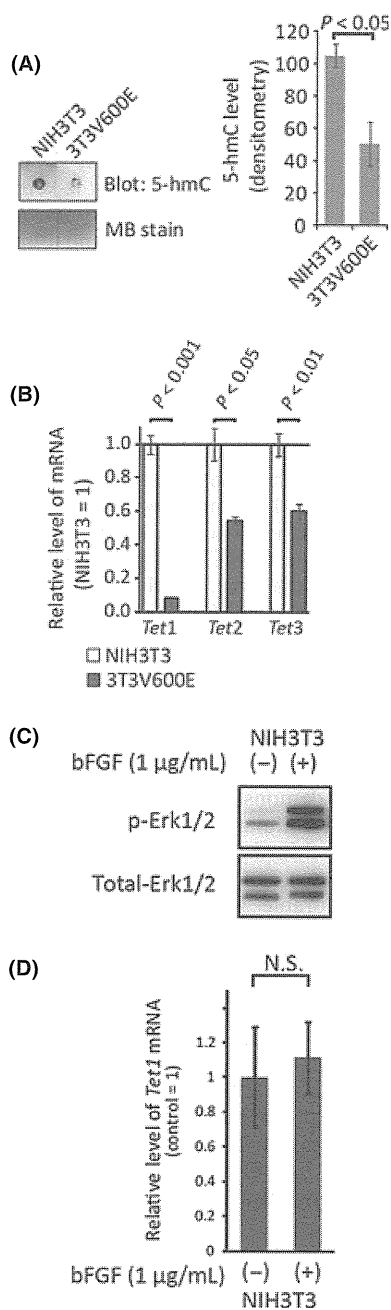 (A)
NIH3T3
3T3V600E
Blot: 5-hmC
MB stain
P < 0.05
5-hmC level
(densitometry)
120
100
80
60
40
20
0
NIH3T3
3T3V600E
(B)
P < 0.001
P < 0.05
P < 0.01
Relative level of mRNA
(NIH3T3 = 1)
1.0
0.8
0.6
0.4
0.2
0.0
Tet1
Tet2
Tet3
NIH3T3
3T3V600E
(C)
NIH3T3
bFGF (1 µg/mL) (–) (+)
p-Erk1/2
Total-Erk1/2
(D)
N.S.
Relative level of Tet1 mRNA
(control = 1)
1.2
1
0.8
0.6
0.4
0.2
0
bFGF (1 µg/mL) (–) (+)
NIH3T3